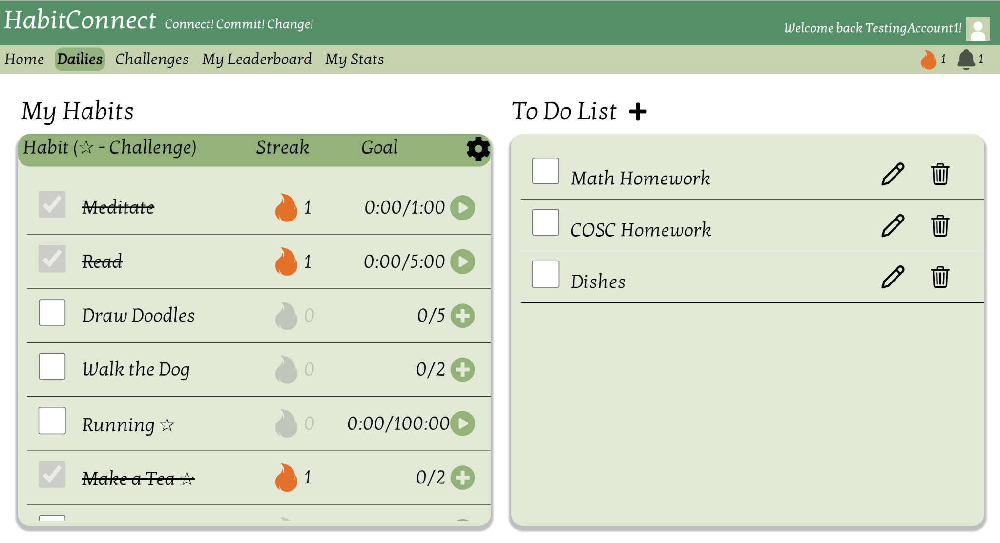 HabitConnect Connect! Commit! Change!
Welcome back TestingAccount1!
Home Dailies Challenges My Leaderboard My Stats 1 1
My Habits
Habit (☆ - Challenge) Streak Goal
Meditate 1 0:00/1:00
Read 1 0:00/5:00
Draw Doodles 0 0/5
Walk the Dog 0 0/2
Running ☆ 0 0:00/100:00
Make a Tea ☆ 1 0/2
To Do List +
Math Homework
COSC Homework
Dishes